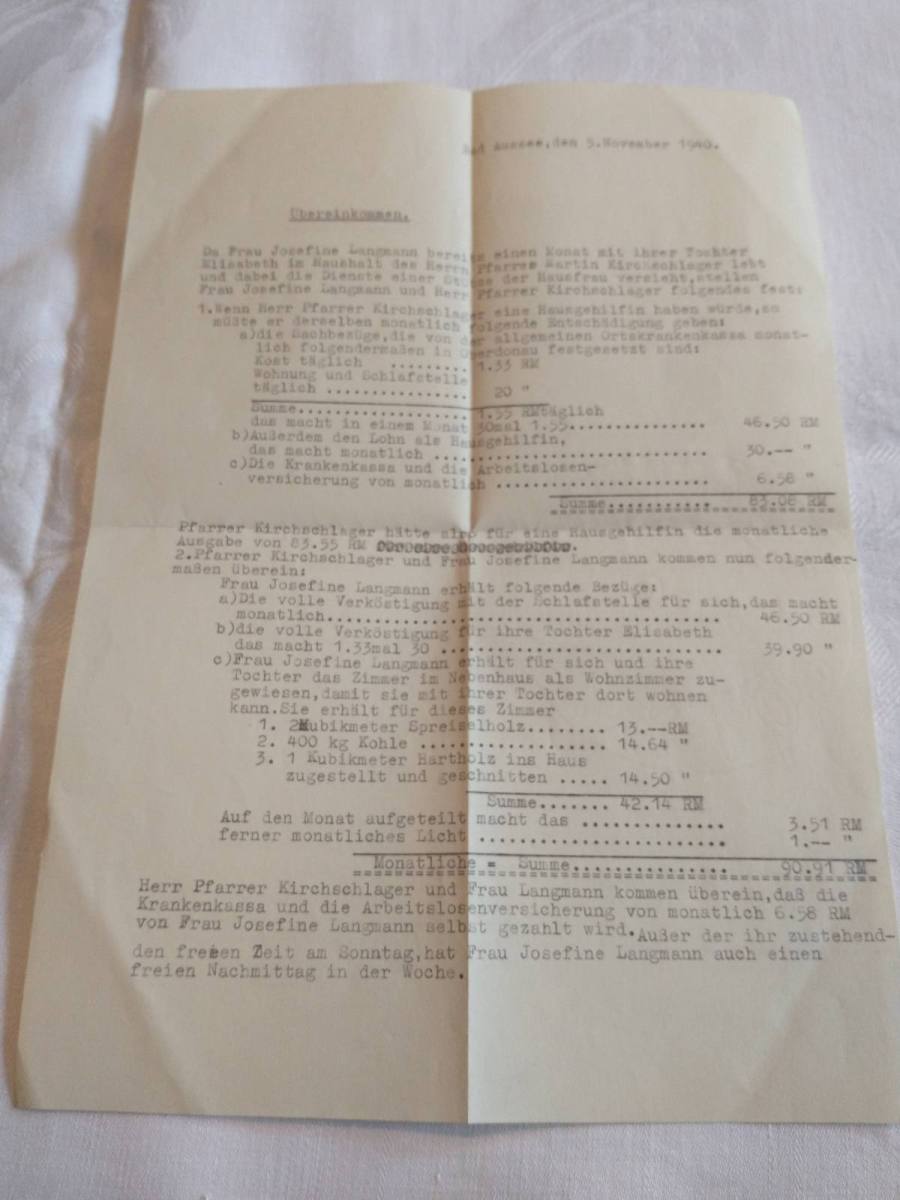 Bad Aussee,den 5.November 1940.
Übereinkommen.
Da Frau Josefine Langmann bereits einen Monat mit ihrer Tochter
Elisabeth im Haushalt des Herrn Pfarres Martin Kirchschlager lebt
und dabei die Dienste einer Stütze der Hausfrau versieht,stellen
Frau Josefine Langmann und Herr Pfarrer Kirchschlager folgendes fest:
1.Wenn Herr Pfarrer Kirchschlager eine Hausgehilfin haben würde,so
müßte er derselben monatlich folgende Entschädigung geben:
a)die Sachbezüge,die von der allgemeinen Ortskrankenkassa monat-
lich folgendermaßen in Oberdonau festgesetzt sind:
Kost täglich ......... 1.33 RM
Wohnung und Schlafstelle
täglich ................ 20 "
Summe.................. 1.55 RMtäglich
das macht in einem Monat 30mal 1.55............... 46.50 RM
b)Außerdem den Lohn als Hausgehilfin,
das macht monatlich .............................. 30.-- "
c)Die Krankenkassa und die Arbeitslosen-
versicherung von monatlich ....................... 6.58 "
Summe........... 83.08 RM
Pfarrer Kirchschlager hätte also für eine Hausgehilfin die monatliche
Ausgabe von 83.55 RM
2.Pfarrer Kirchschlager und Frau Josefine Langmann kommen nun folgender-
maßen überein:
Frau Josefine Langmann erhält folgende Bezüge:
a)Die volle Verköstigung mit der Schlafstelle für sich,das macht
monatlich........................................... 46.50 RM
b)die volle Verköstigung für ihre Tochter Elisabeth
das macht 1.33mal 30 .............................. 39.90 "
c)Frau Josefine Langmann erhält für sich und ihre
Tochter das Zimmer im Nebenhaus als Wohnzimmer zu-
gewiesen,damit sie mit ihrer Tochter dort wohnen
kann.Sie erhält für dieses Zimmer
1. 2Kubikmeter Spreiselholz........ 13.--RM
2. 400 kg Kohle ................... 14.64 "
3. 1 Kubikmeter Hartholz ins Haus
zugestellt und geschnitten ..... 14.50 "
Summe....... 42.14 RM
Auf den Monat aufgeteilt macht das ............... 3.51 RM
ferner monatliches Licht .......................... 1.-- "
Monatliche = Summe................ 90.91 RM
Herr Pfarrer Kirchschlager und Frau Langmann kommen überein,daß die
Krankenkassa und die Arbeitslosenversicherung von monatlich 6.58 RM
von Frau Josefine Langmann selbst gezahlt wird.Außer der ihr zustehend-
den freien Zeit am Sonntag,hat Frau Josefine Langmann auch einen
freien Nachmittag in der Woche.